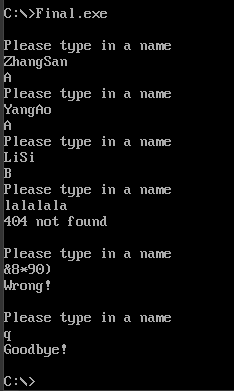 C:\>Final.exe
Please type in a name
ZhangSan
A
Please type in a name
YangAo
A
Please type in a name
LiSi
B
Please type in a name
lalalala
404 not found
Please type in a name
&8*90)
Wrong!
Please type in a name
q
Goodbye!
C:\>